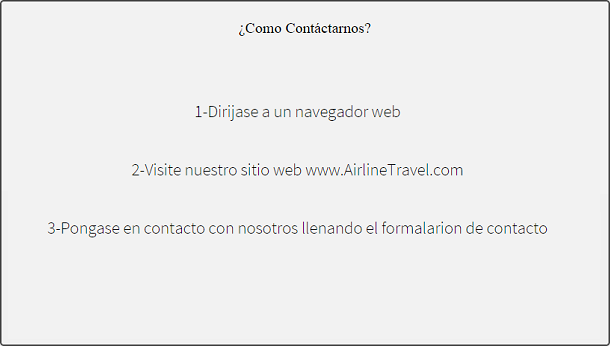 ¿Como Contáctarnos?
1-Dirijase a un navegador web
2-Visite nuestro sitio web www.AirlineTravel.com
3-Pongase en contacto con nosotros llenando el formalarion de contacto